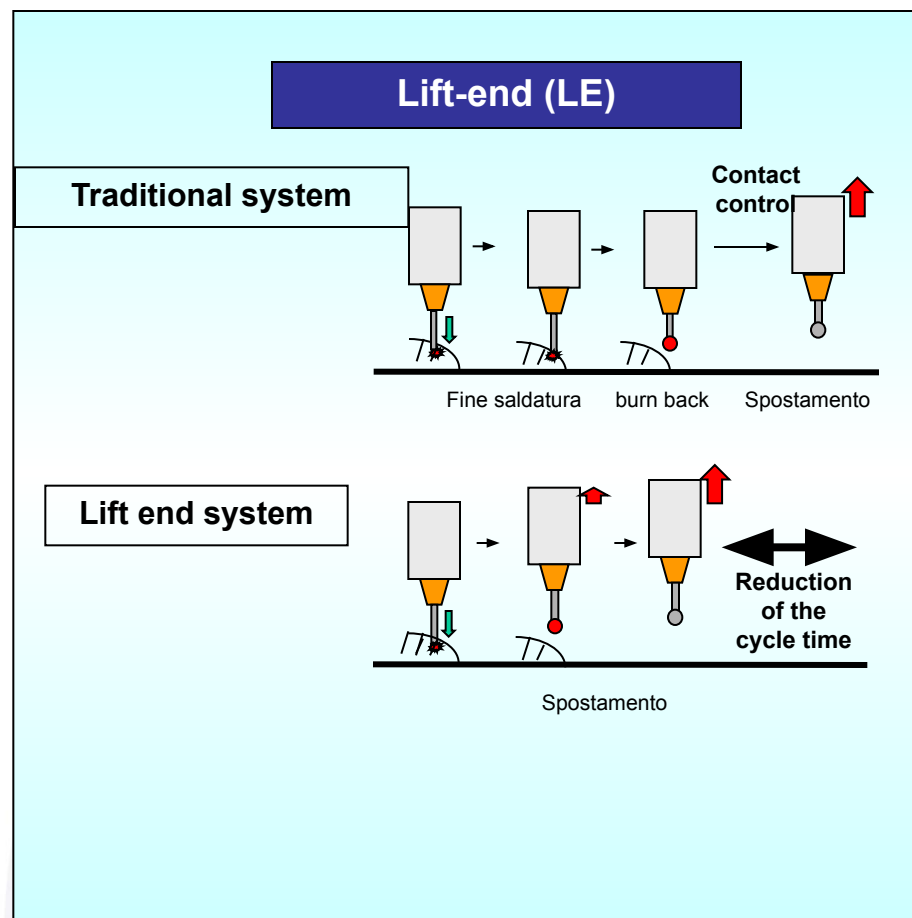 Lift-end (LE)
Traditional system
Contact
control
Fine saldatura
burn back
Spostamento
Lift end system
Reduction
of the
cycle time
Spostamento